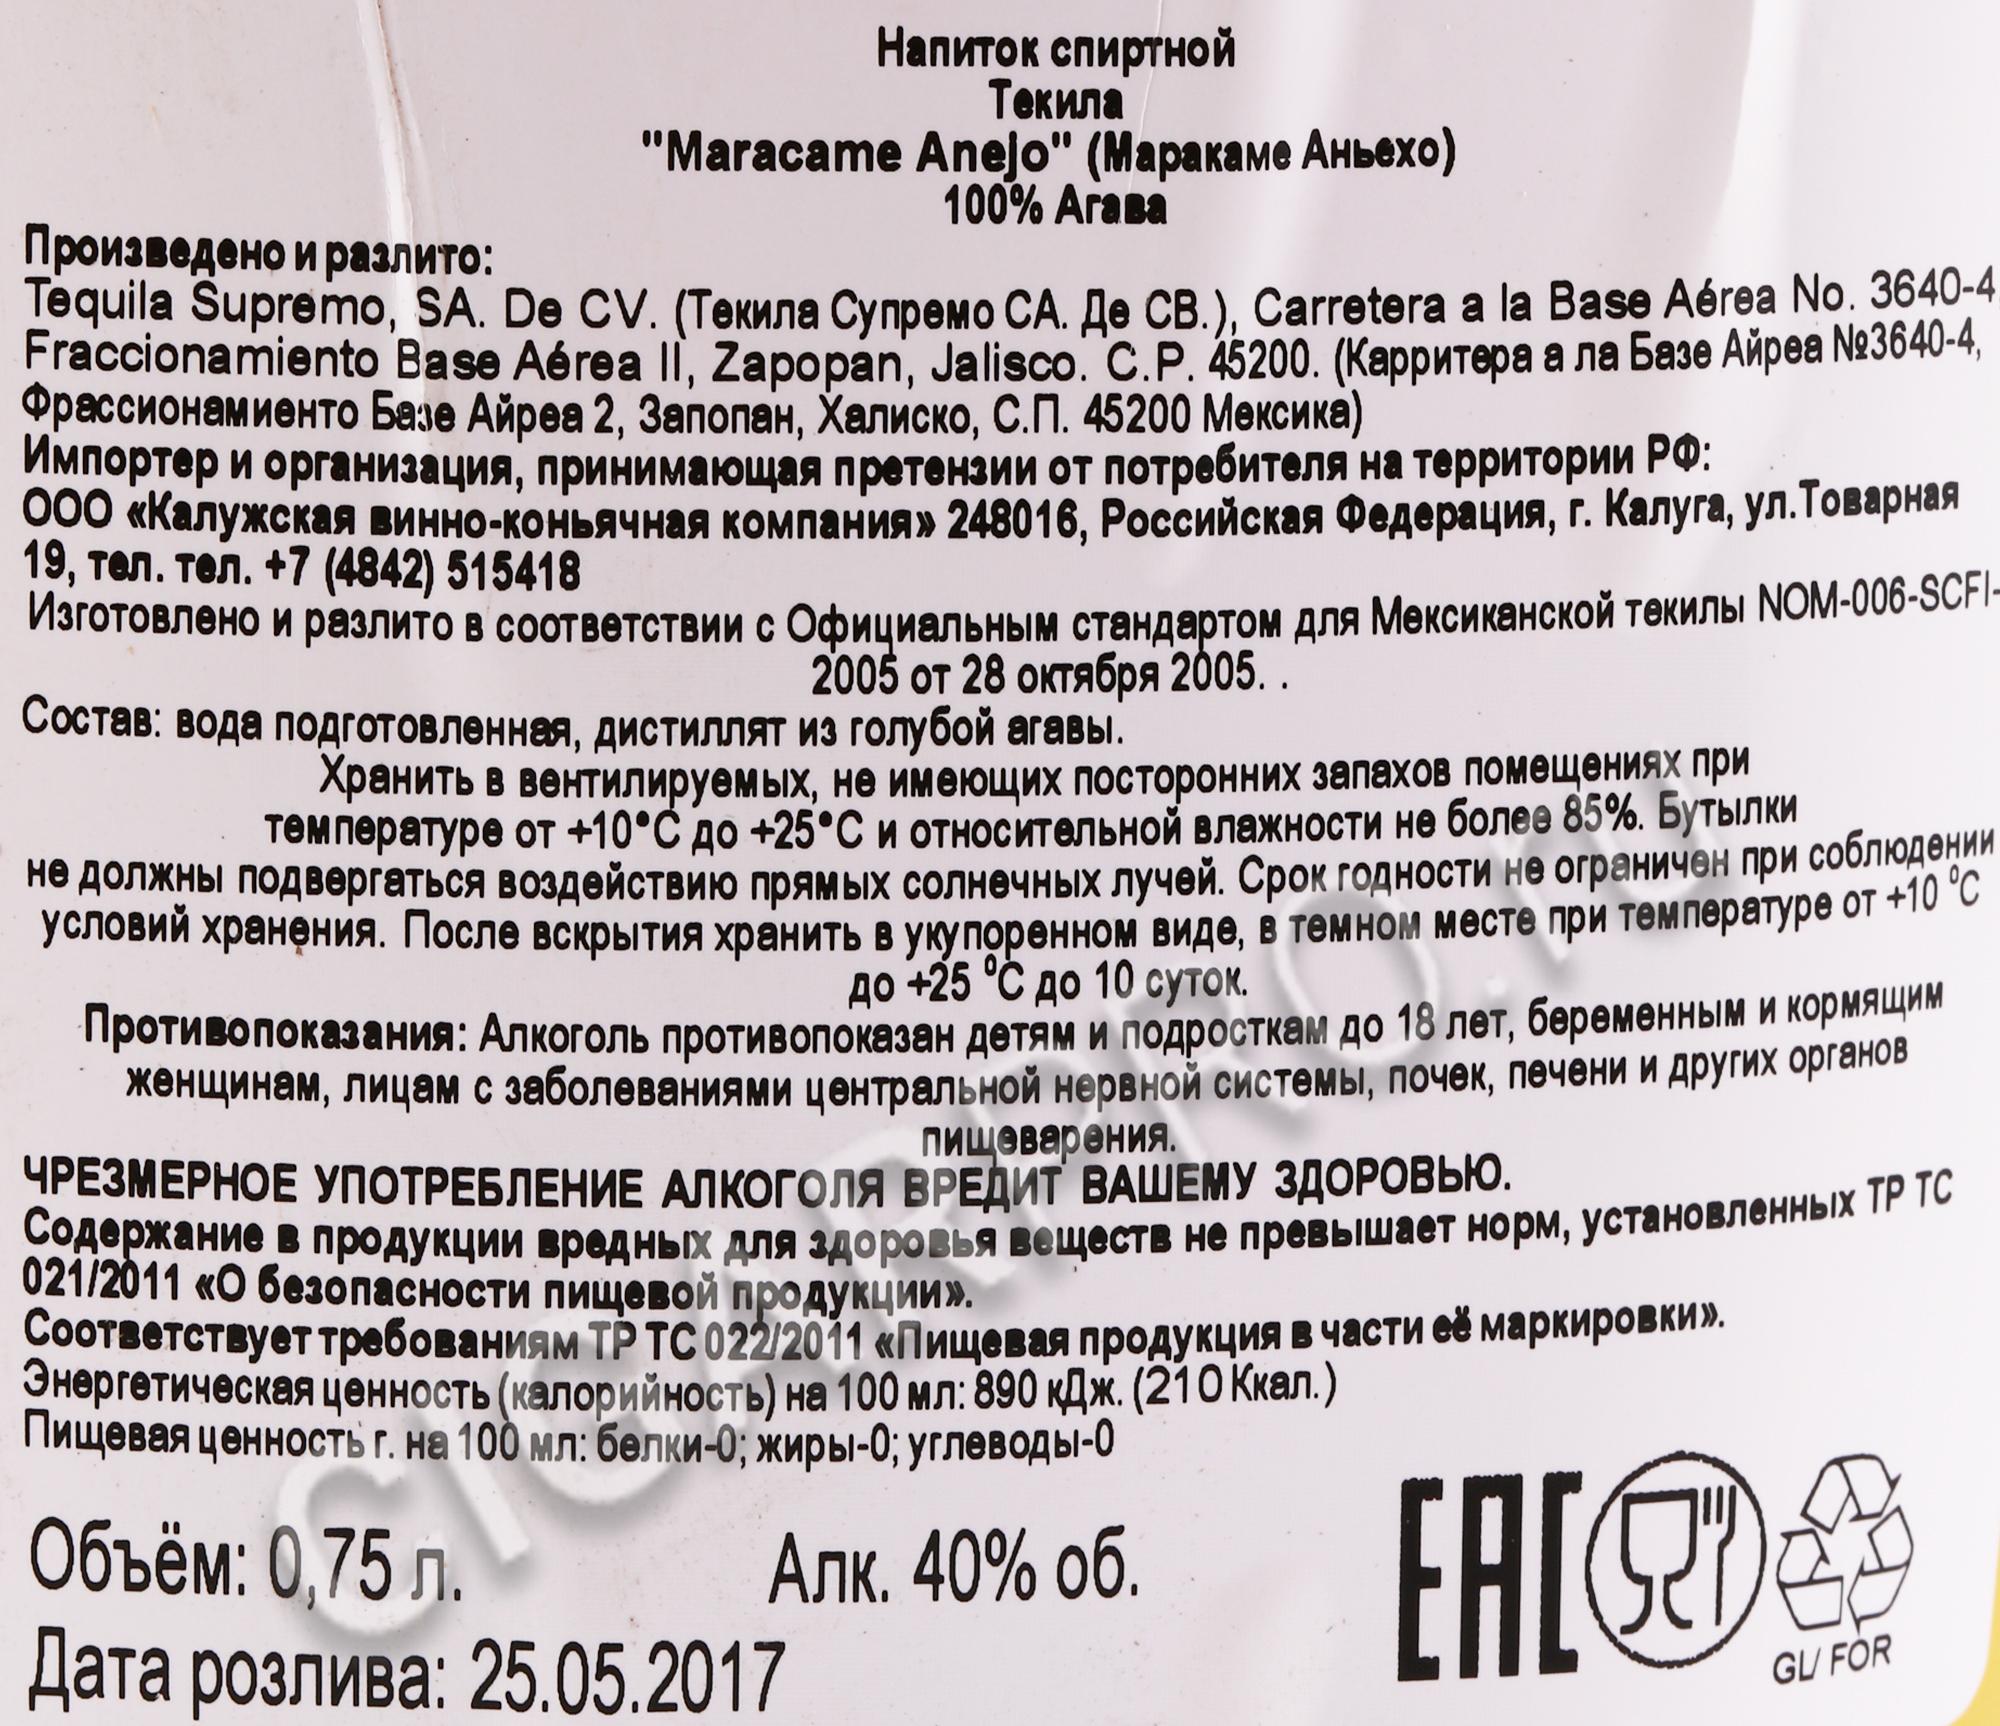 Напиток спиртной
Текила
"Maracame Anejo" (Маракаме Аньехо)
100% Агава
Произведено и разлито:
Tequila Supremo, SA. De CV. (Текила Супремо СА. Де СВ.), Carretera a la Base Aérea No. 3640-4,
Fraccionamiento Base Aérea II, Zapopan, Jalisco. C.P. 45200. (Карритера а ла Базе Айреа №3640-4,
Фрассионамиенто Базе Айреа 2, Запопан, Халиско, С.П. 45200 Мексика)
Импортер и организация, принимающая претензии от потребителя на территории РФ:
ООО «Калужская винно-коньячная компания» 248016, Российская Федерация, г. Калуга, ул.Товарная
19, тел. тел. +7 (4842) 515418
Изготовлено и разлито в соответствии с Официальным стандартом для Мексиканской текилы NOM-006-SCFI-
2005 от 28 октября 2005. .
Состав: вода подготовленная, дистиллят из голубой агавы.
Хранить в вентилируемых, не имеющих посторонних запахов помещениях при
температуре от +10°С до +25°С и относительной влажности не более 85%. Бутылки
не должны подвергаться воздействию прямых солнечных лучей. Срок годности не ограничен при соблюдении
условий хранения. После вскрытия хранить в укупоренном виде, в темном месте при температуре от +10 °С
до +25 °С до 10 суток.
Противопоказания: Алкоголь противопоказан детям и подросткам до 18 лет, беременным и кормящим
женщинам, лицам с заболеваниями центральной нервной системы, почек, печени и других органов
пищеварения.
ЧРЕЗМЕРНОЕ УПОТРЕБЛЕНИЕ АЛКОГОЛЯ ВРЕДИТ ВАШЕМУ ЗДОРОВЬЮ.
Содержание в продукции вредных для здоровья веществ не превышает норм, установленных ТР ТС
021/2011 «О безопасности пищевой продукции».
Соответствует требованиям ТР ТС 022/2011 «Пищевая продукция в части её маркировки».
Энергетическая ценность (калорийность) на 100 мл: 890 кДж. (210 Ккал.)
Пищевая ценность г. на 100 мл: белки-0; жиры-0; углеводы-0
Объём: 0,75 л. Алк. 40% об.
Дата розлива: 25.05.2017
EAC
GL/ FOR
CIGARPRO.ru